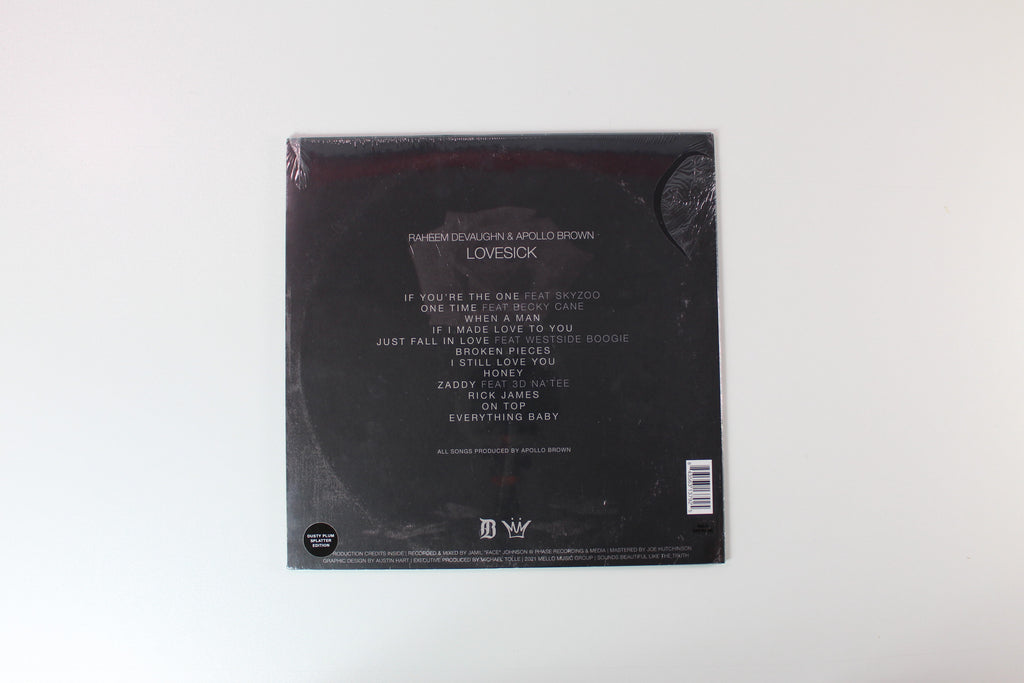 RAHEEM DEVAUGHN & APOLLO BROWN
LOVESICK
IF YOU'RE THE ONE FEAT SKYZOO
ONE TIME FEAT BECKY CANE
WHEN A MAN
IF I MADE LOVE TO YOU
JUST FALL IN LOVE FEAT WESTSIDE BOOGIE
BROKEN PIECES
I STILL LOVE YOU
HONEY
ZADDY FEAT 3D NA'TEE
RICK JAMES
ON TOP
EVERYTHING BABY
ALL SONGS PRODUCED BY APOLLO BROWN
DUSTY PLUM
SPLATTER
EDITION
PRODUCTION CREDITS INSIDE | RECORDED & MIXED BY JAMIL "FACE" JOHNSON @ PHASE RECORDING & MEDIA | MASTERED BY JOE HUTCHINSON
GRAPHIC DESIGN BY AUSTIN HART | EXECUTIVE PRODUCED BY MICHAEL TOLLE | 2021 MELLO MUSIC GROUP | SOUNDS BEAUTIFUL LIKE THE TRUTH